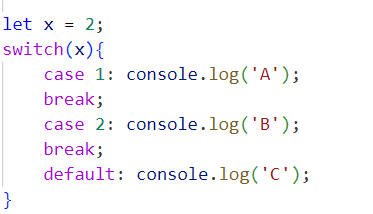 let x = 2;
switch(x){
    case 1: console.log('A');
    break;
    case 2: console.log('B');
    break;
    default: console.log('C');
}